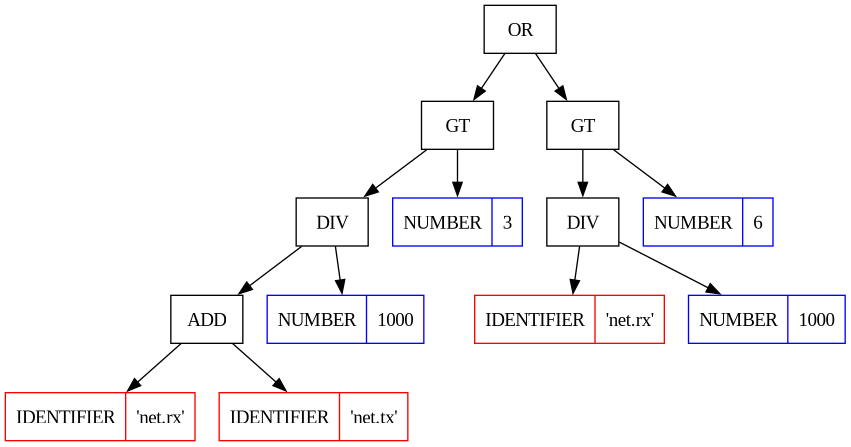 OR
GT GT
DIV NUMBER 3 DIV NUMBER 6
ADD NUMBER 1000 IDENTIFIER 'net.rx' NUMBER 1000
IDENTIFIER 'net.rx' IDENTIFIER 'net.tx'